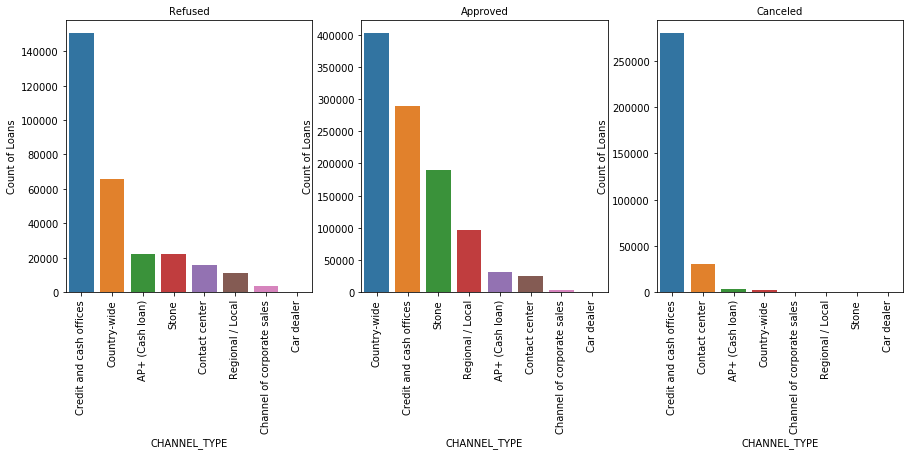 Refused
Count of Loans
140000
120000
100000
80000
60000
40000
20000
0
Credit and cash offices
Country-wide
AP+ (Cash loan)
Stone
Contact center
Regional / Local
Channel of corporate sales
Car dealer
CHANNEL_TYPE
Approved
Count of Loans
400000
350000
300000
250000
200000
150000
100000
50000
0
Country-wide
Credit and cash offices
Stone
Regional / Local
AP+ (Cash loan)
Contact center
Channel of corporate sales
Car dealer
CHANNEL_TYPE
Canceled
Count of Loans
250000
200000
150000
100000
50000
0
Credit and cash offices
Contact center
AP+ (Cash loan)
Country-wide
Channel of corporate sales
Regional / Local
Stone
Car dealer
CHANNEL_TYPE